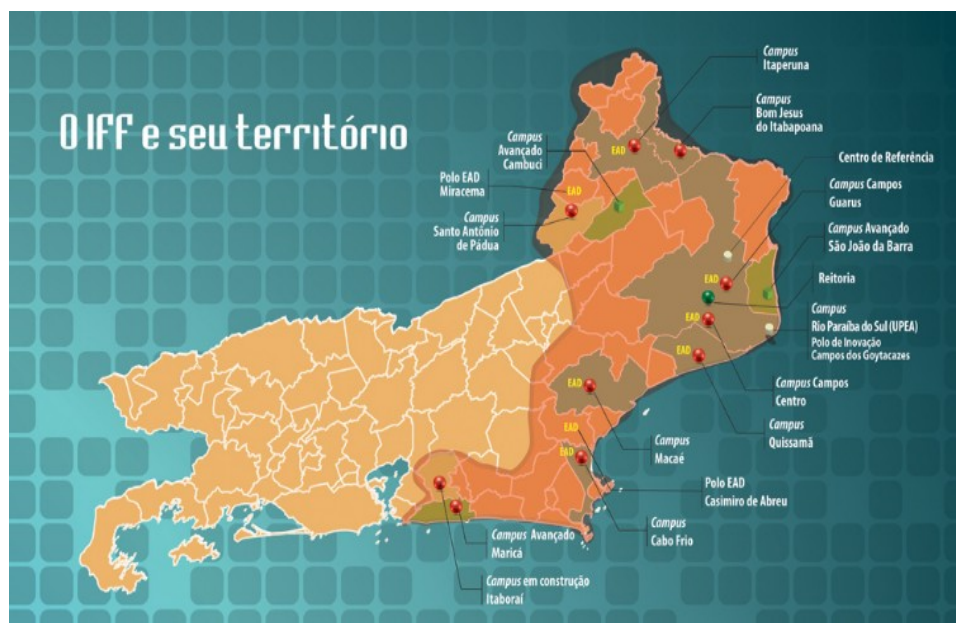 O IFF e seu território
Campus
Itaperuna
Campus
Bom Jesus
do Itabapoana
Campus
Avançado
Cambuci
Polo EAD
Miracema
Campus
Santo Antônio
de Pádua
Centro de Referência
Campus Campos
Guarus
Campus Avançado
São João da Barra
Reitoria
Campus
Rio Paraíba do Sul (UPEA)
Polo de Inovação
Campos dos Goytacazes
Campus Campos
Centro
Campus
Quissamã
Campus
Macaé
Polo EAD
Casimiro de Abreu
Campus
Cabo Frio
Campus Avançado
Maricá
Campus em construção
Itaboraí
EAD
EAD
EAD
EAD
EAD
EAD
EAD
EAD